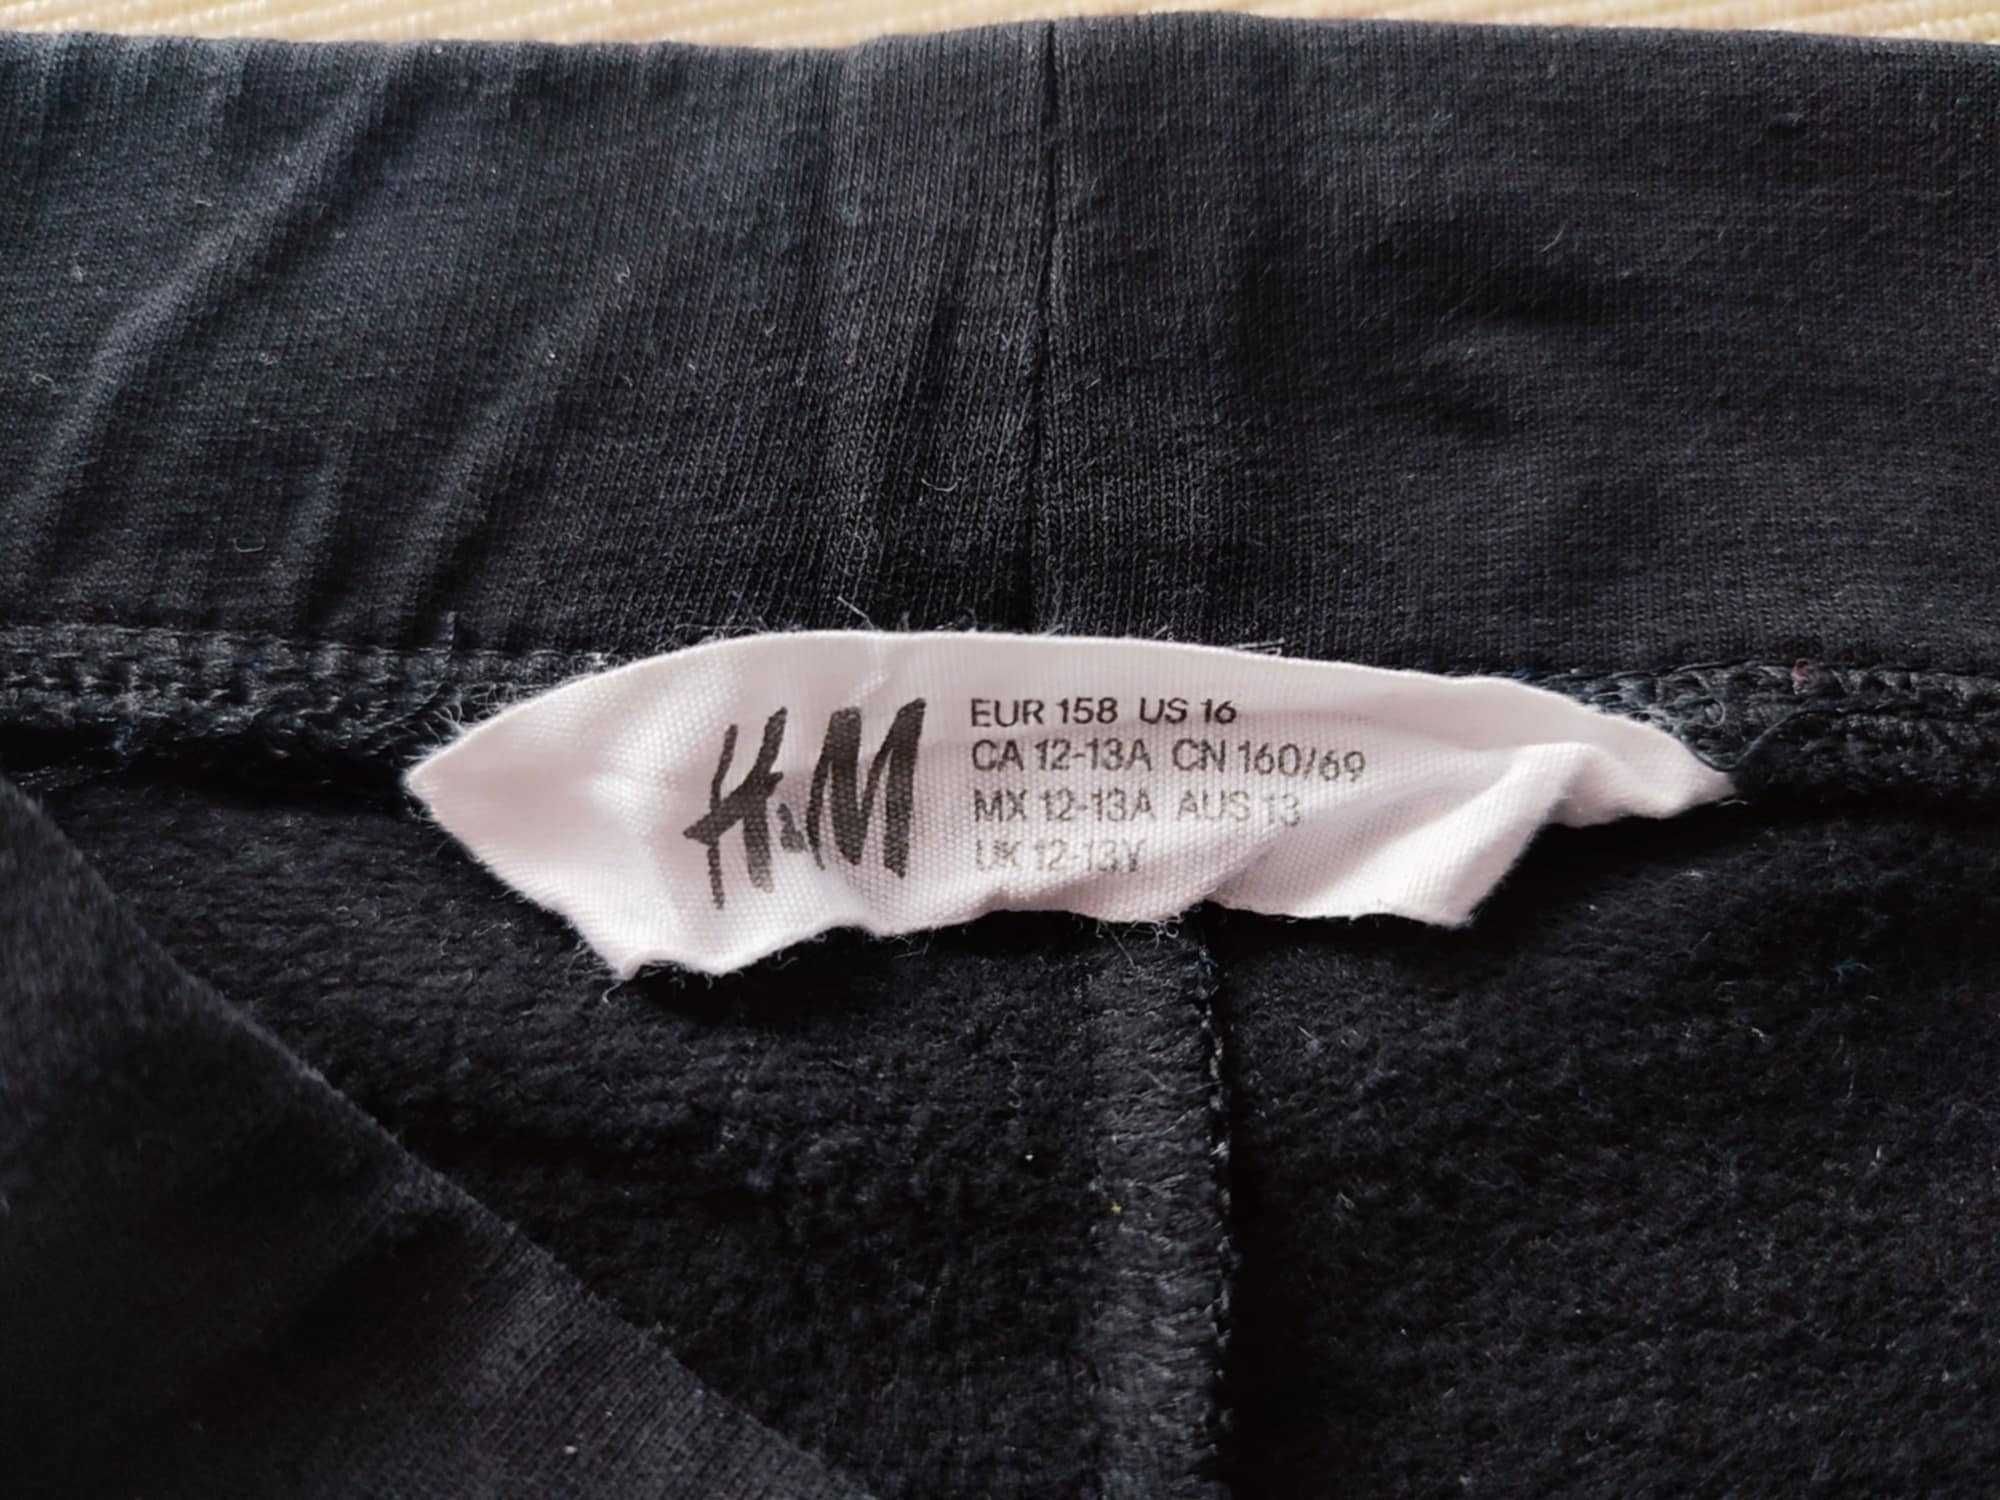 H&M
EUR 158 US 16
CA 12-13A CN 160/69
MX 12-13A AUS 13
UK 12-13Y